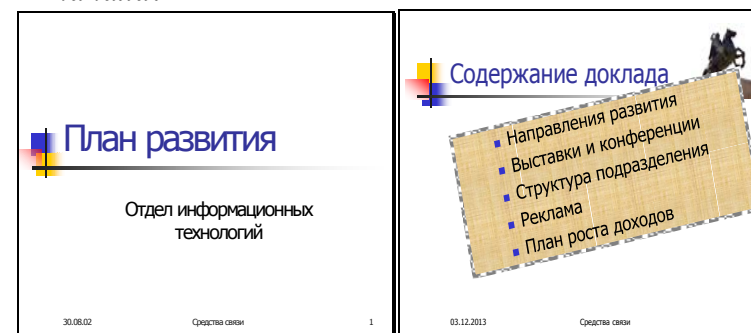 План развития
Отдел информационных
технологий
30.08.02 Средства связи 1
Содержание доклада
Направления развития
Выставки и конференции
Структура подразделения
Реклама
План роста доходов
03.12.2013 Средства связи